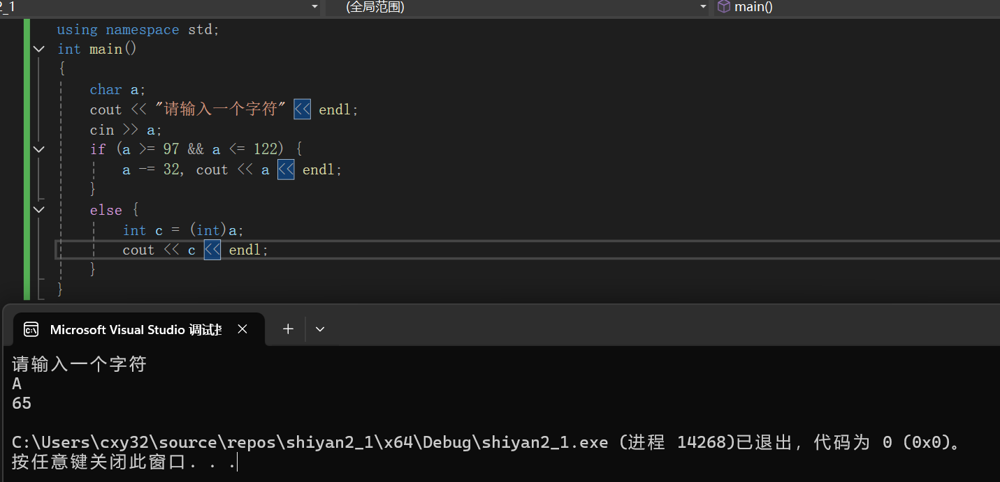 2_1 (全局范围) main()
using namespace std;
int main()
{
char a;
cout << "请输入一个字符" << endl;
cin >> a;
if (a >= 97 && a <= 122) {
a -= 32, cout << a << endl;
}
else {
int c = (int)a;
cout << c << endl;
}
}
Microsoft Visual Studio 调试
请输入一个字符
A
65
C:\Users\cxy32\source\repos\shiyan2_1\x64\Debug\shiyan2_1.exe (进程 14268)已退出，代码为 0 (0x0)。
按任意键关闭此窗口. . .